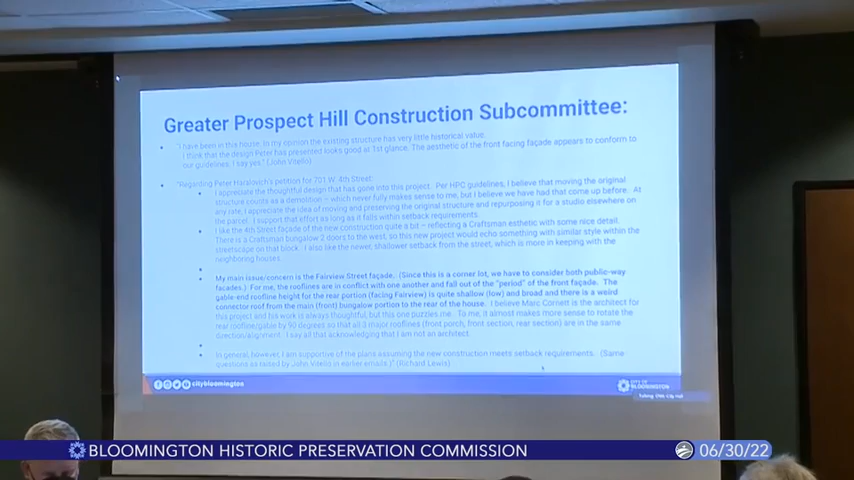 Greater Prospect Hill Construction Subcommittee:
"I have been in this house. In my opinion the existing structure has very little historical value.
I think that the design Peter has presented looks good at 1st glance. The aesthetic of the front facing façade appears to conform to
our guidelines, I say yes." (John Vitello)
"Regarding Peter Harslovich's petition for 701 W. 4th Street:
I appreciate the thoughtful design that has gone into this project. Per HPC guidelines, I believe that moving the original
structure counts as a demolition – which never fully makes sense to me, but I believe we have had that come up before. At
any rate, I appreciate the idea of moving and preserving the original structure and repurposing it for a studio elsewhere on
the parcel. I support that effort as long as it falls within setback requirements.
I like the 4th Street façade of the new construction quite a bit – reflecting a Craftsman esthetic with some nice detail.
There is a Craftsman bungalow 2 doors to the west, so this new project would echo something with similar style within the
streetscape on that block. I also like the newer, shallower setback from the street, which is more in keeping with the
neighboring houses.
My main issue/concern is the Fairview Street façade. (Since this is a corner lot, we have to consider both public-way
facades.) For me, the rooflines are in conflict with one another and fall out of the "period" of the front facade. The
gable-end roofline height for the rear portion (facing Fairview) is quite shallow (low) and broad and there is a weird
connector roof from the main (front) bungalow portion to the rear of the house. I believe Marc Cornett is the architect for
this project and his work is always thoughtful, but this one puzzles me. To me, it almost makes more sense to rotate the
rear roofline/gable by 90 degrees so that all 3 major rooflines (front porch, front section, rear section) are in the same
direction/alignment. I say all that acknowledging that I am not an architect.
In general, however, I am supportive of the plans assuming the new construction meets setback requirements. (Same
questions as raised by John Vitello in earlier emails.)" (Richard Lewis)
citybloomington
CITY OF
BLOOMINGTON
Talking: City Hall
BLOOMINGTON HISTORIC PRESERVATION COMMISSION
06/30/22